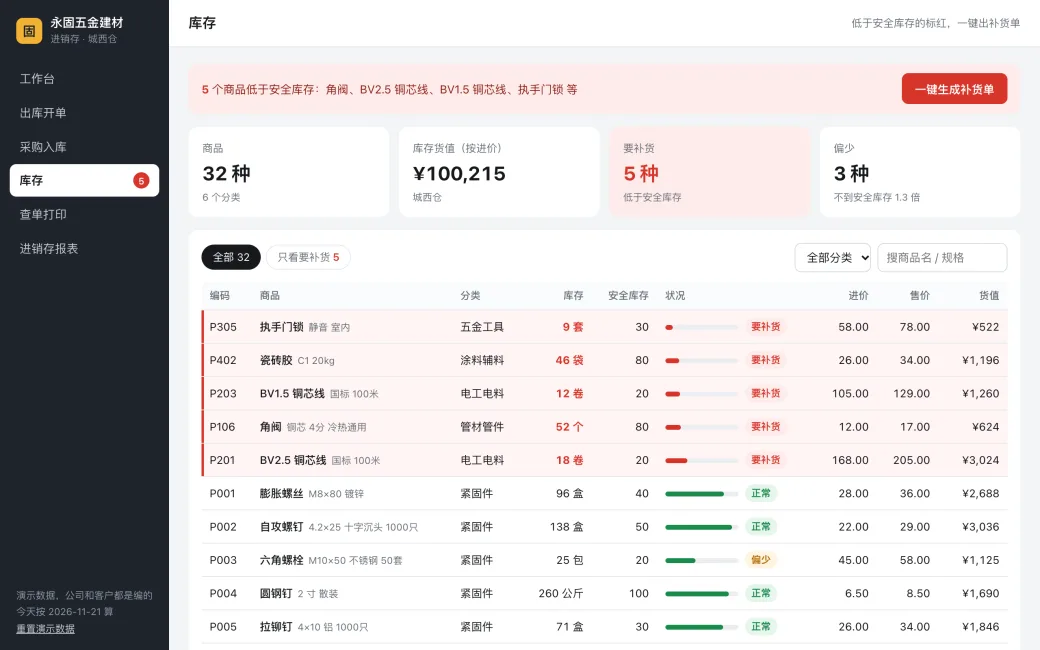 固
永固五金建材
进销存 · 城西仓
工作台
出库开单
采购入库
库存 5
查单打印
进销存报表
演示数据，公司和客户都是编的
今天按 2026-11-21 算
重置演示数据
库存
低于安全库存的标红，一键出补货单
5 个商品低于安全库存：角阀、BV2.5 铜芯线、BV1.5 铜芯线、执手门锁 等
一键生成补货单
商品
32 种
6 个分类
库存货值（按进价）
¥100,215
城西仓
要补货
5 种
低于安全库存
偏少
3 种
不到安全库存 1.3 倍
全部 32 只看要补货 5 全部分类 搜商品名 / 规格
编码 商品 分类 库存 安全库存 状况 进价 售价 货值
P305 执手门锁 静音 室内 五金工具 9 套 30 要补货 58.00 78.00 ¥522
P402 瓷砖胶 C1 20kg 涂料辅料 46 袋 80 要补货 26.00 34.00 ¥1,196
P203 BV1.5 铜芯线 国标 100米 电工电料 12 卷 20 要补货 105.00 129.00 ¥1,260
P106 角阀 铜芯 4分 冷热通用 管材管件 52 个 80 要补货 12.00 17.00 ¥624
P201 BV2.5 铜芯线 国标 100米 电工电料 18 卷 20 要补货 168.00 205.00 ¥3,024
P001 膨胀螺丝 M8×80 镀锌 紧固件 96 盒 40 正常 28.00 36.00 ¥2,688
P002 自攻螺钉 4.2×25 十字沉头 1000只 紧固件 138 盒 50 正常 22.00 29.00 ¥3,036
P003 六角螺栓 M10×50 不锈钢 50套 紧固件 25 包 20 偏少 45.00 58.00 ¥1,125
P004 圆钢钉 2 寸 散装 紧固件 260 公斤 100 正常 6.50 8.50 ¥1,690
P005 拉铆钉 4×10 铝 1000只 紧固件 71 盒 30 正常 26.00 34.00 ¥1,846